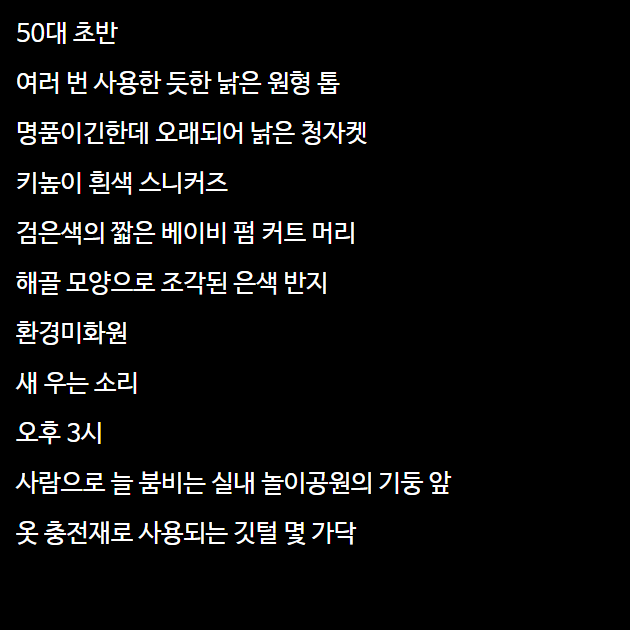 50대 초반
여러 번 사용한 듯한 낡은 원형 톱
명품이긴한데 오래되어 낡은 청자켓
키높이 흰색 스니커즈
검은색의 짧은 베이비 펌 커트 머리
해골 모양으로 조각된 은색 반지
환경미화원
새 우는 소리
오후 3시
사람으로 늘 붐비는 실내 놀이공원의 기둥 앞
옷 충전재로 사용되는 깃털 몇 가닥